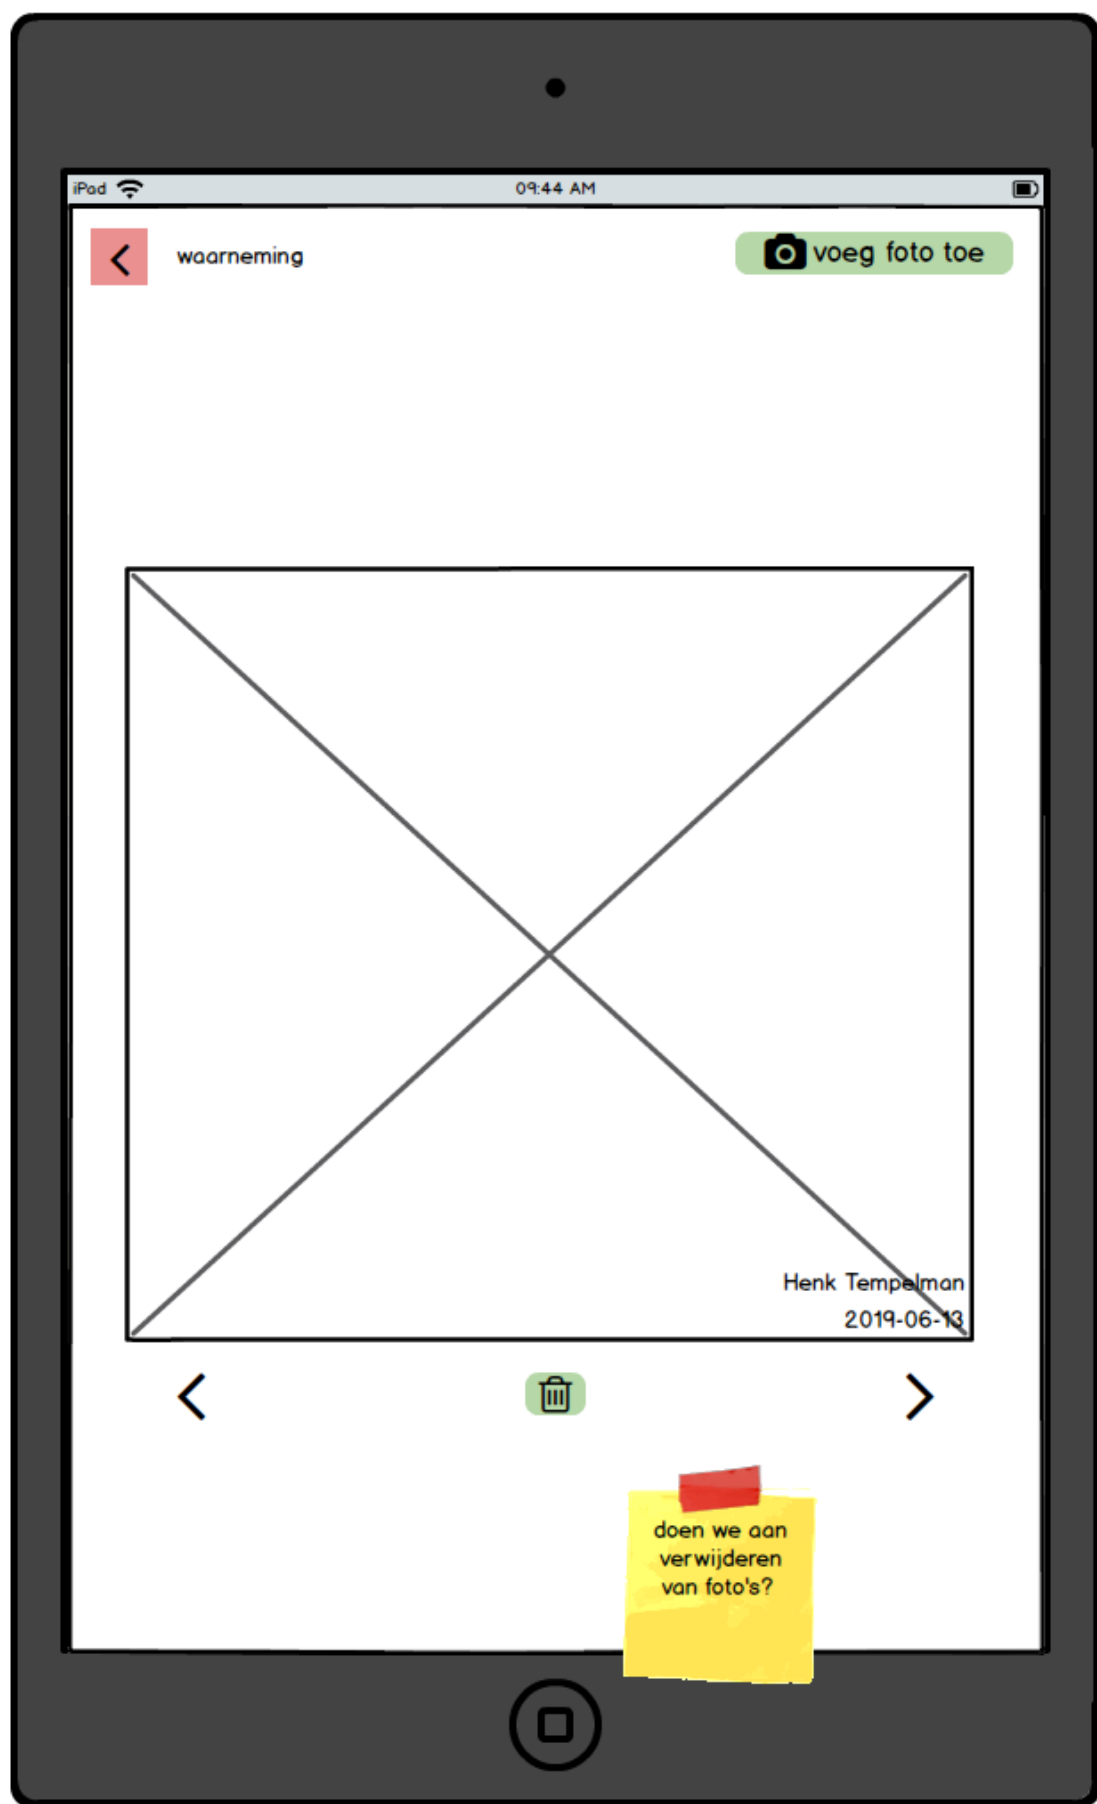 iPad
09:44 AM
waarneming
voeg foto toe
Henk Tempelman
2019-06-13
doen we aan
verwijderen
van foto's?